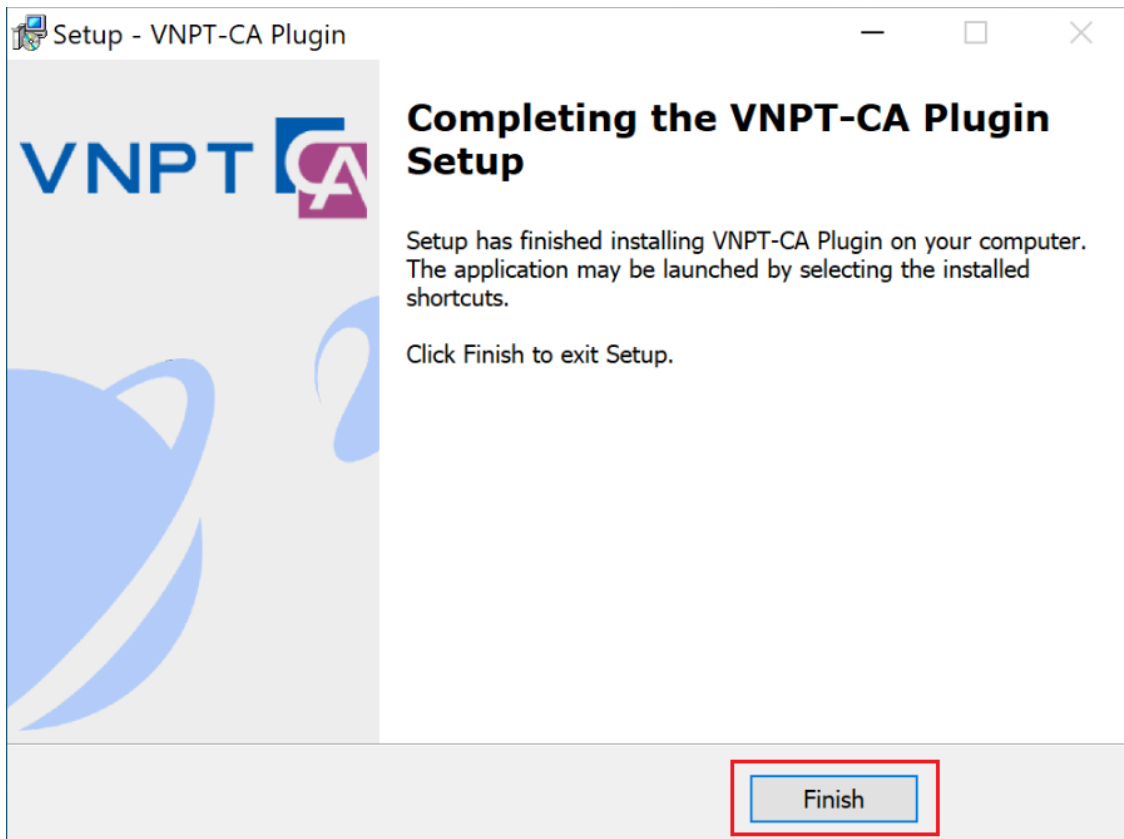 Setup - VNPT-CA Plugin
VNPT CA
Completing the VNPT-CA Plugin
Setup
Setup has finished installing VNPT-CA Plugin on your computer.
The application may be launched by selecting the installed
shortcuts.
Click Finish to exit Setup.
Finish